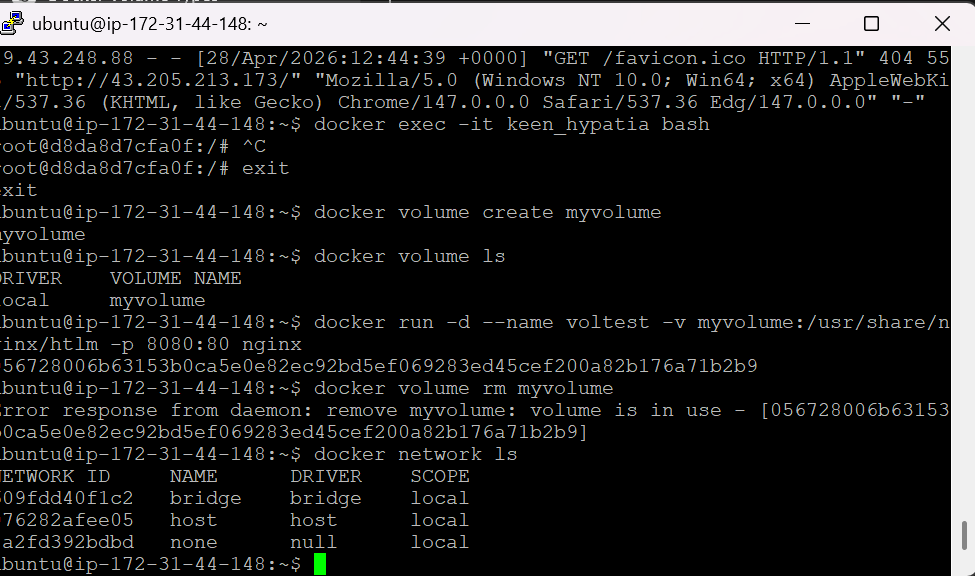 ubuntu@ip-172-31-44-148: ~
9.43.248.88 - - [28/Apr/2026:12:44:39 +0000] "GET /favicon.ico HTTP/1.1" 404 55
"http://43.205.213.173/" "Mozilla/5.0 (Windows NT 10.0; Win64; x64) AppleWebKi
/537.36 (KHTML, like Gecko) Chrome/147.0.0.0 Safari/537.36 Edg/147.0.0.0" "-"
ubuntu@ip-172-31-44-148:~$ docker exec -it keen_hypatia bash
root@d8da8d7cfa0f:/# ^C
root@d8da8d7cfa0f:/# exit
exit
ubuntu@ip-172-31-44-148:~$ docker volume create myvolume
myvolume
ubuntu@ip-172-31-44-148:~$ docker volume ls
DRIVER    VOLUME NAME
local     myvolume
ubuntu@ip-172-31-44-148:~$ docker run -d --name voltest -v myvolume:/usr/share/n
ginx/htlm -p 8080:80 nginx
056728006b63153b0ca5e0e82ec92bd5ef069283ed45cef200a82b176a71b2b9
ubuntu@ip-172-31-44-148:~$ docker volume rm myvolume
Error response from daemon: remove myvolume: volume is in use - [056728006b63153
b0ca5e0e82ec92bd5ef069283ed45cef200a82b176a71b2b9]
ubuntu@ip-172-31-44-148:~$ docker network ls
NETWORK ID     NAME      DRIVER    SCOPE
09fdd40f1c2   bridge    bridge    local
76282afee05   host      host      local
a2fd392bdbd   none      null      local
ubuntu@ip-172-31-44-148:~$